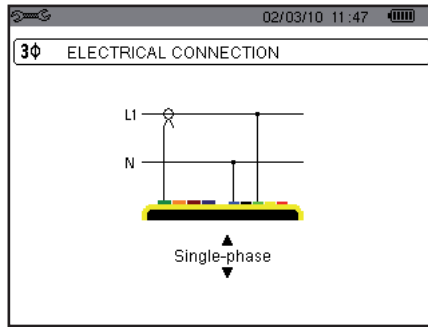 02/03/10 11:47
3Φ ELECTRICAL CONNECTION
L1
N
Single-phase